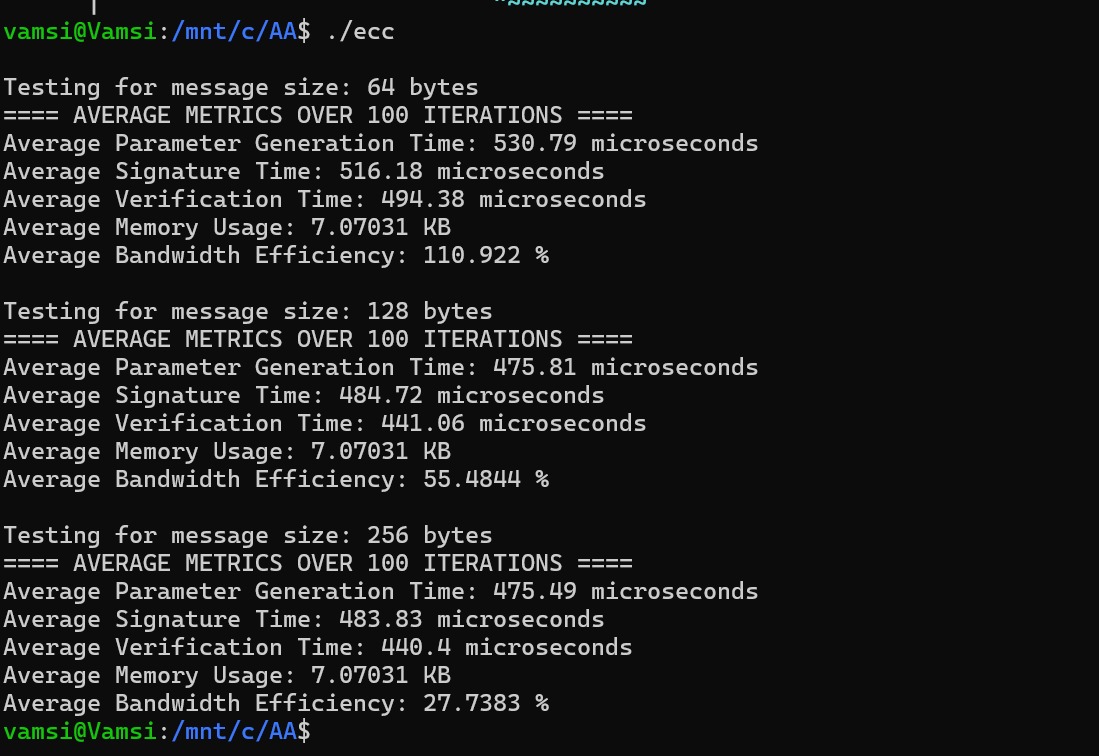 vamsi@Vamsi:/mnt/c/AA$ ./ecc
Testing for message size: 64 bytes
==== AVERAGE METRICS OVER 100 ITERATIONS ====
Average Parameter Generation Time: 530.79 microseconds
Average Signature Time: 516.18 microseconds
Average Verification Time: 494.38 microseconds
Average Memory Usage: 7.07031 KB
Average Bandwidth Efficiency: 110.922 %
Testing for message size: 128 bytes
==== AVERAGE METRICS OVER 100 ITERATIONS ====
Average Parameter Generation Time: 475.81 microseconds
Average Signature Time: 484.72 microseconds
Average Verification Time: 441.06 microseconds
Average Memory Usage: 7.07031 KB
Average Bandwidth Efficiency: 55.4844 %
Testing for message size: 256 bytes
==== AVERAGE METRICS OVER 100 ITERATIONS ====
Average Parameter Generation Time: 475.49 microseconds
Average Signature Time: 483.83 microseconds
Average Verification Time: 440.4 microseconds
Average Memory Usage: 7.07031 KB
Average Bandwidth Efficiency: 27.7383 %
vamsi@Vamsi:/mnt/c/AA$